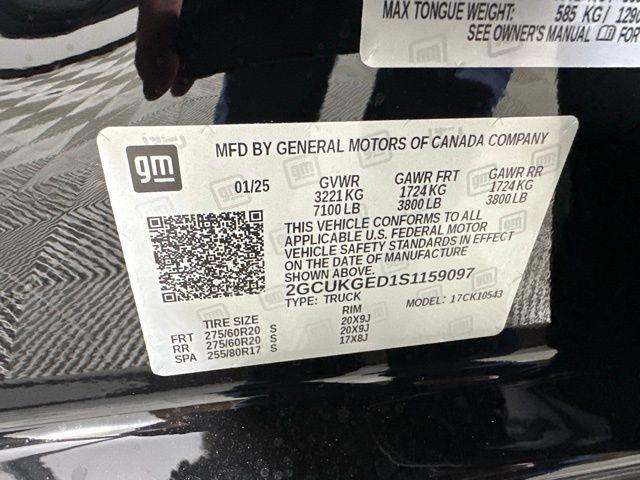 MAX TONGUE WEIGHT: 585 KG / 129
SEE OWNER'S MANUAL FOR
gm
MFD BY GENERAL MOTORS OF CANADA COMPANY
01/25 GVWR GAWR FRT GAWR RR
3221 KG 1724 KG 1724 KG
7100 LB 3800 LB 3800 LB
THIS VEHICLE CONFORMS TO ALL
APPLICABLE U.S. FEDERAL MOTOR
VEHICLE SAFETY STANDARDS IN EFFECT
ON THE DATE OF MANUFACTURE
SHOWN ABOVE.
2GCUKGED1S1159097
TYPE: TRUCK MODEL: 17CK10543
TIRE SIZE RIM
FRT 275/60R20 S 20X9J
RR 275/60R20 S 20X9J
SPA 255/80R17 S 17X8J